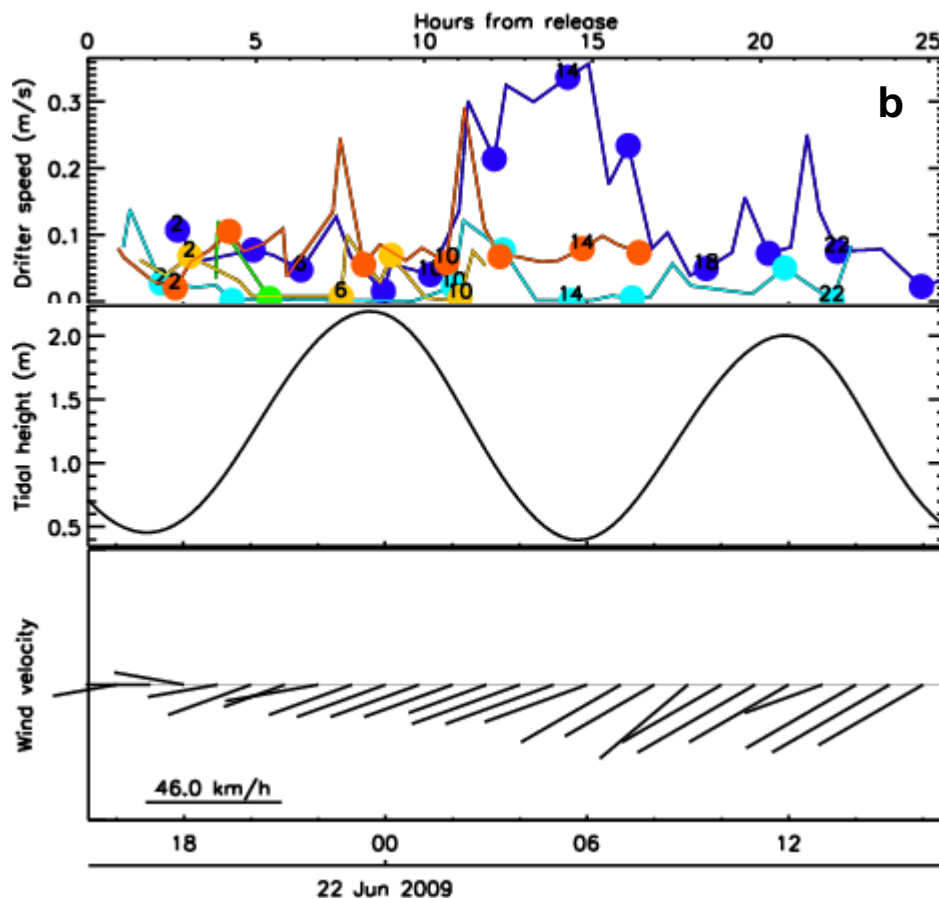 Hours from release
0 5 10 15 20 25
b
Drifter speed (m/s)
0.3
0.2
0.1
0.0
14
2
2 14 22
10
6 10 18
2
10
2
6 10 14 22
Tidal height (m)
2.0
1.5
1.0
0.5
Wind velocity
46.0 km/h
18 00 06 12
22 Jun 2009